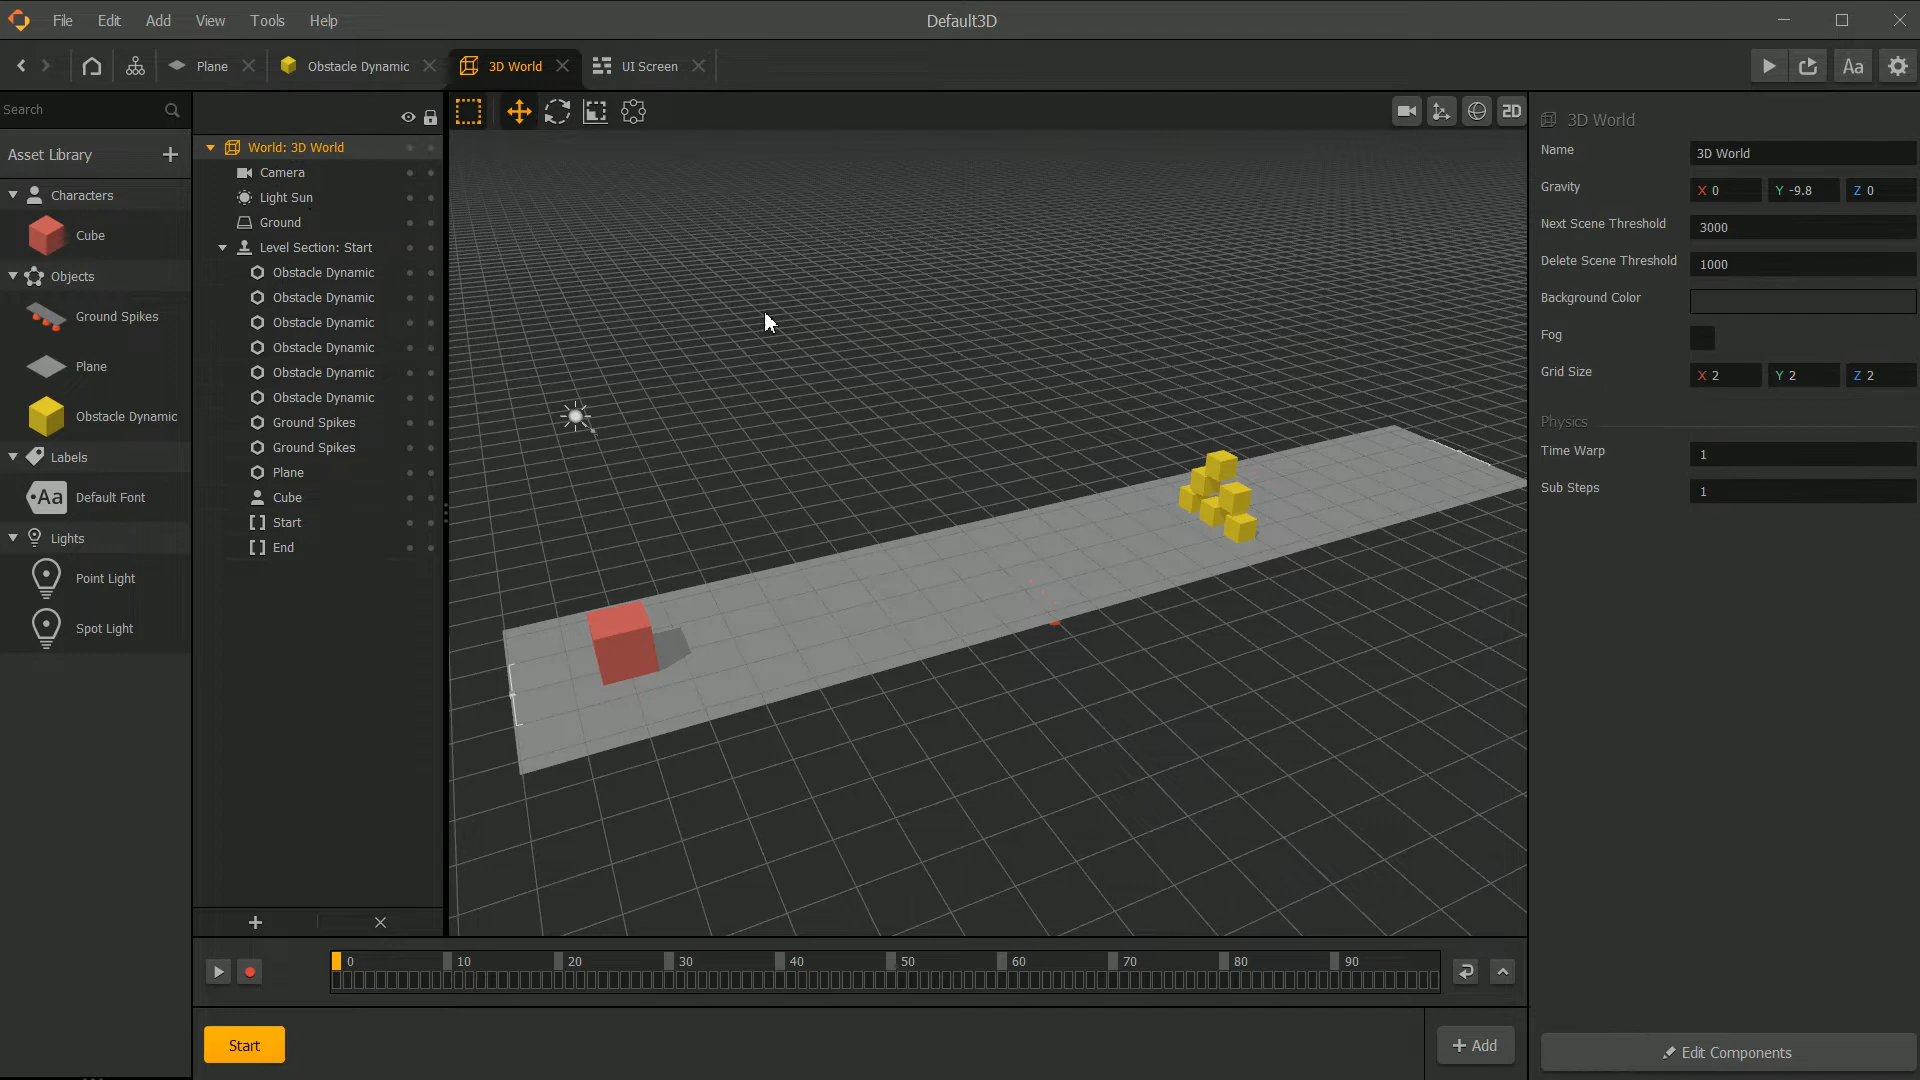 File Edit Add View Tools Help Default3D
Plane Obstacle Dynamic 3D World UI Screen Aa
Search
Asset Library
Characters
Cube
Objects
Ground Spikes
Plane
Obstacle Dynamic
Labels
Aa Default Font
Lights
Point Light
Spot Light
World: 3D World
Camera
Light Sun
Ground
Level Section: Start
Obstacle Dynamic
Obstacle Dynamic
Obstacle Dynamic
Obstacle Dynamic
Obstacle Dynamic
Obstacle Dynamic
Ground Spikes
Ground Spikes
Plane
Cube
Start
End
2D
3D World
Name 3D World
Gravity X 0 Y -9.8 Z 0
Next Scene Threshold 3000
Delete Scene Threshold 1000
Background Color
Fog
Grid Size X 2 Y 2 Z 2
Physics
Time Warp 1
Sub Steps 1
0 10 20 30 40 50 60 70 80 90
Start
+ Add
Edit Components